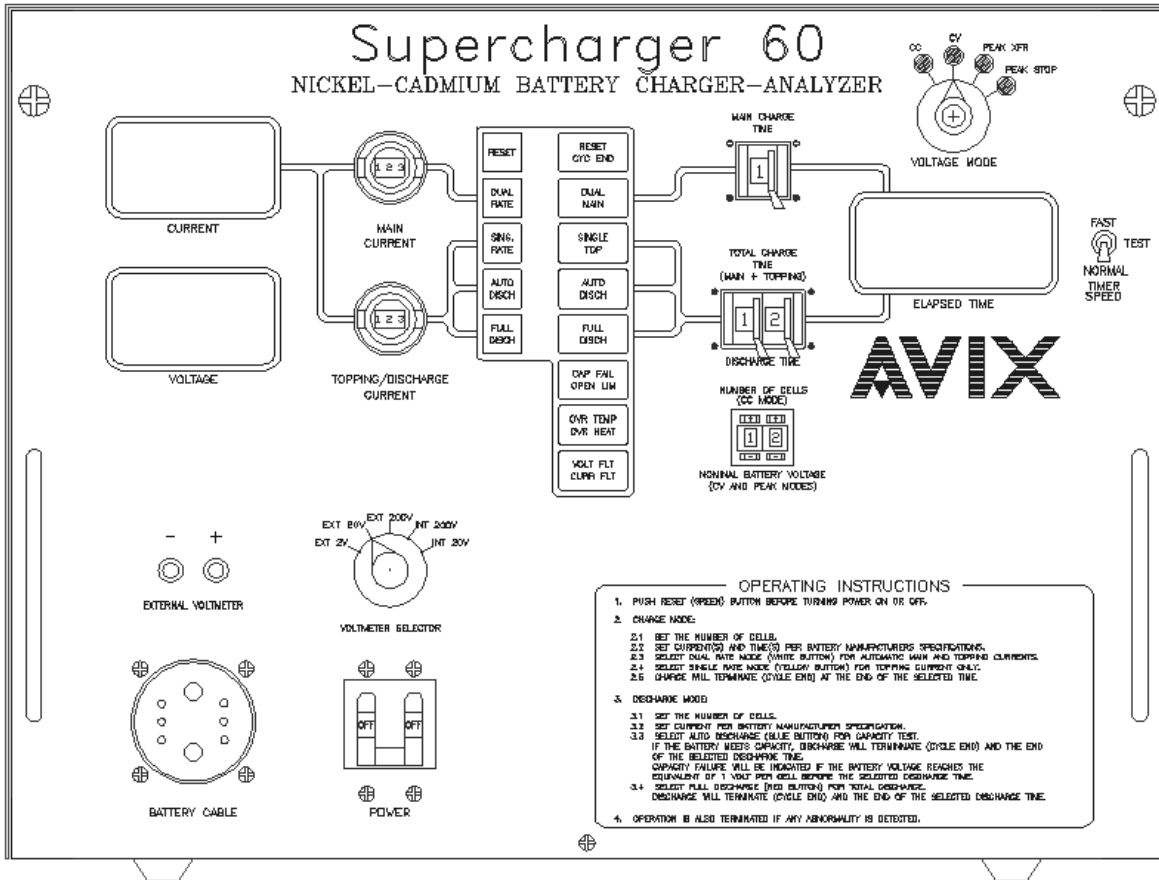 Supercharger 60
NICKEL-CADMIUM BATTERY CHARGER-ANALYZER
CC
CV
PEAK XFR
PEAK STOP
VOLTAGE MODE
CURRENT
VOLTAGE
1 2 3
MAIN
CURRENT
1 2 3
TOPPING/DISCHARGE
CURRENT
RESET
DUAL
RATE
SING.
RATE
AUTO
DISCH
FULL
DISCH
RESET
CYC END
DUAL
MAIN
SINGLE
TOP
AUTO
DISCH
FULL
DISCH
CAP FAIL
OPEN LIM
OVR TEMP
OVR HEAT
VOLT FLT
CURR FLT
MAIN CHARGE
TIME
1
TOTAL CHARGE
TIME
(MAIN + TOPPING)
1 2
DISCHARGE TIME
ELAPSED TIME
FAST
TEST
NORMAL
TIMER
SPEED
AVIX
NUMBER OF CELLS
(CC MODE)
1 2
NOMINAL BATTERY VOLTAGE
(CV AND PEAK MODES)
- +
EXTERNAL VOLTMETER
EXT 2V
EXT 20V
EXT 200V
INT 200V
INT 20V
VOLTMETER SELECTOR
BATTERY CABLE
OFF OFF
POWER
OPERATING INSTRUCTIONS
1. PUSH RESET (GREEN) BUTTON BEFORE TURNING POWER ON OR OFF.
2. CHARGE MODE:
2.1 SET THE NUMBER OF CELLS.
2.2 SET CURRENT(S) AND TIME(S) PER BATTERY MANUFACTURERS SPECIFICATIONS.
2.3 SELECT DUAL RATE MODE (WHITE BUTTON) FOR AUTOMATIC MAIN AND TOPPING CURRENTS.
2.4 SELECT SINGLE RATE MODE (YELLOW BUTTON) FOR TOPPING CURRENT ONLY.
2.5 CHARGE WILL TERMINATE (CYCLE END) AT THE END OF THE SELECTED TIME.
3. DISCHARGE MODE:
3.1 SET THE NUMBER OF CELLS.
3.2 SET CURRENT PER BATTERY MANUFACTURER SPECIFICATION.
3.3 SELECT AUTO DISCHARGE (BLUE BUTTON) FOR CAPACITY TEST.
IF THE BATTERY MEETS CAPACITY, DISCHARGE WILL TERMINNATE (CYCLE END) AND THE END
OF THE SELECTED DISCHARGE TIME.
CAPACITY FAILURE WILL BE INDICATED IF THE BATTERY VOLTAGE REACHES THE
EQUIVALENT OF 1 VOLT PER CELL BEFORE THE SELECTED DISCHARGE TIME.
3.4 SELECT FULL DISCHARGE (RED BUTTON) FOR TOTAL DISCHARGE.
DISCHARGE WILL TERMINATE (CYCLE END) AND THE END OF THE SELECTED DISCHARGE TIME.
4. OPERATION IS ALSO TERMINATED IF ANY ABNORMALITY IS DETECTED.